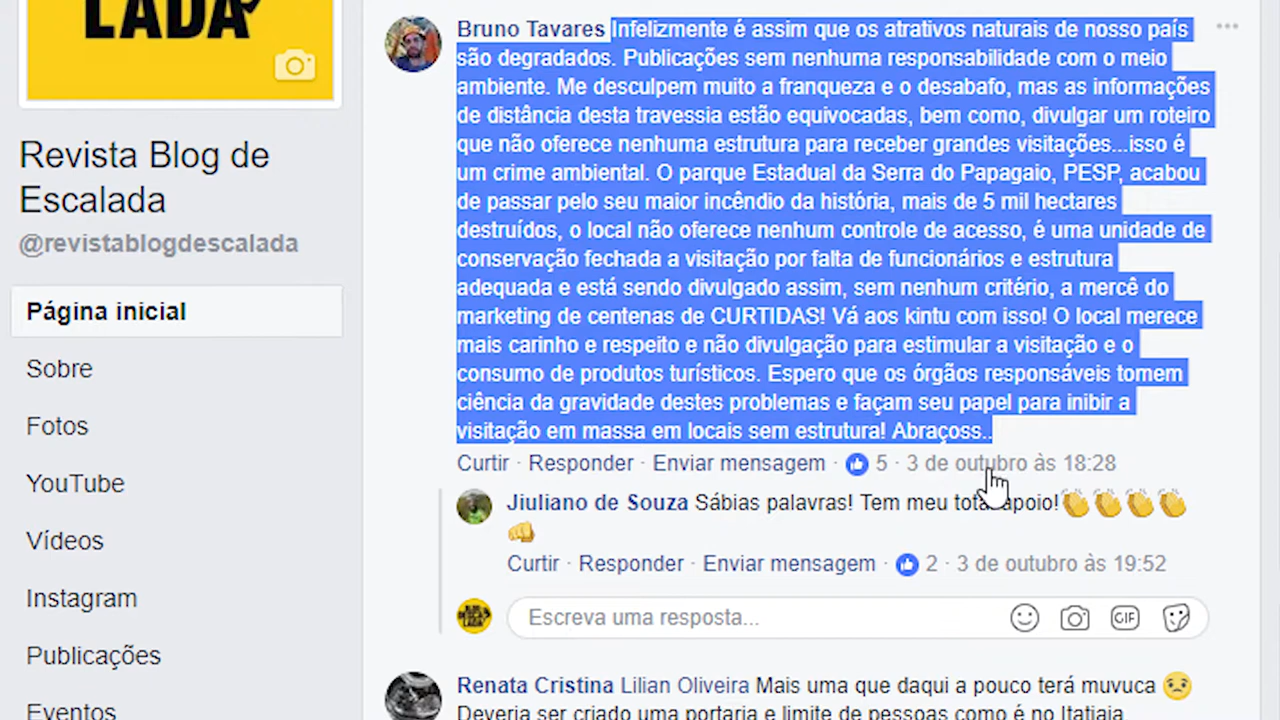 LADA
Revista Blog de
Escalada
@revistablogdescalada
Página inicial
Sobre
Fotos
YouTube
Vídeos
Instagram
Publicações
Eventos
Bruno Tavares Infelizmente é assim que os atrativos naturais de nosso país
são degradados. Publicações sem nenhuma responsabilidade com o meio
ambiente. Me desculpem muito a franqueza e o desabafo, mas as informações
de distância desta travessia estão equivocadas, bem como, divulgar um roteiro
que não oferece nenhuma estrutura para receber grandes visitações...isso é
um crime ambiental. O parque Estadual da Serra do Papagaio, PESP, acabou
de passar pelo seu maior incêndio da história, mais de 5 mil hectares
destruídos, o local não oferece nenhum controle de acesso, é uma unidade de
conservação fechada a visitação por falta de funcionários e estrutura
adequada e está sendo divulgado assim, sem nenhum critério, a mercê do
marketing de centenas de CURTIDAS! Vá aos kintu com isso! O local merece
mais carinho e respeito e não divulgação para estimular a visitação e o
consumo de produtos turísticos. Espero que os órgãos responsáveis tomem
ciência da gravidade destes problemas e façam seu papel para inibir a
visitação em massa em locais sem estrutura! Abraçoss..
Curtir · Responder · Enviar mensagem · 5 · 3 de outubro às 18:28
Jiuliano de Souza Sábias palavras! Tem meu total apoio!👏👏👏👏
👊
Curtir · Responder · Enviar mensagem · 2 · 3 de outubro às 19:52
Escreva uma resposta...
GIF
Renata Cristina Lilian Oliveira Mais uma que daqui a pouco terá muvuca 😟
Deveria ser criado uma portaria e limite de pessoas como é no Itatiaia